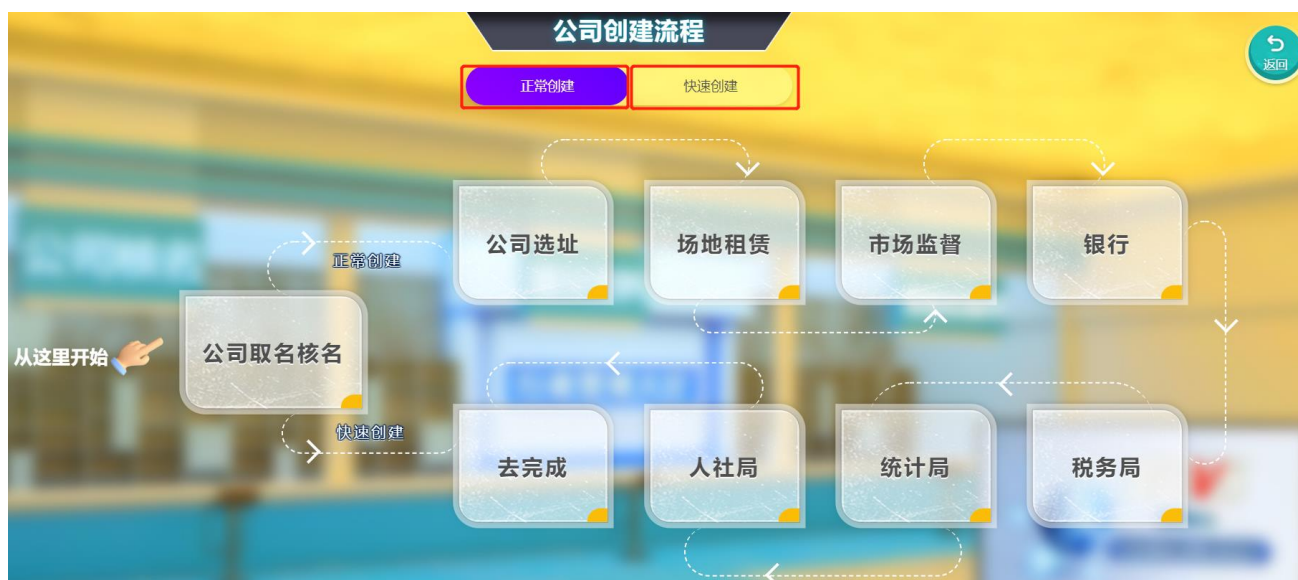 公司创建流程
返回
正常创建
快速创建
公司选址
场地租赁
市场监督
银行
正常创建
从这里开始
公司取名核名
快速创建
去完成
人社局
统计局
税务局